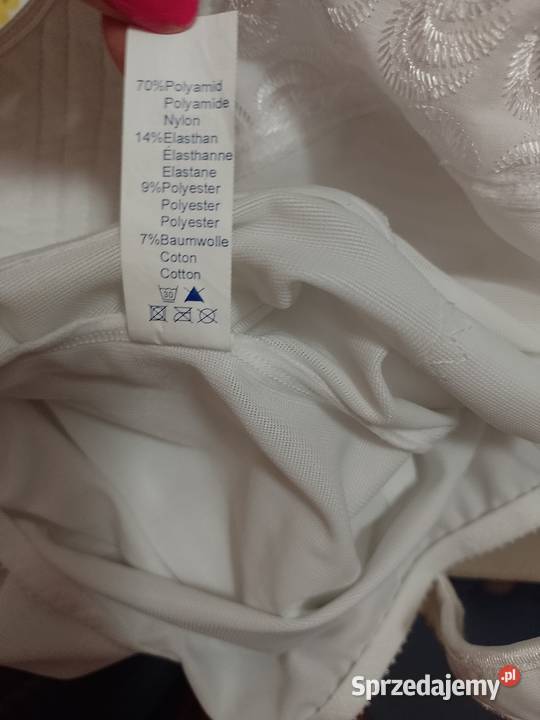 70%Polyamid
Polyamide
Nylon
14%Elasthan
Elasthanne
Elastane
9%Polyester
Polyester
Polyester
7%Baumwolle
Coton
Cotton
30
Sprzedajemy.pl